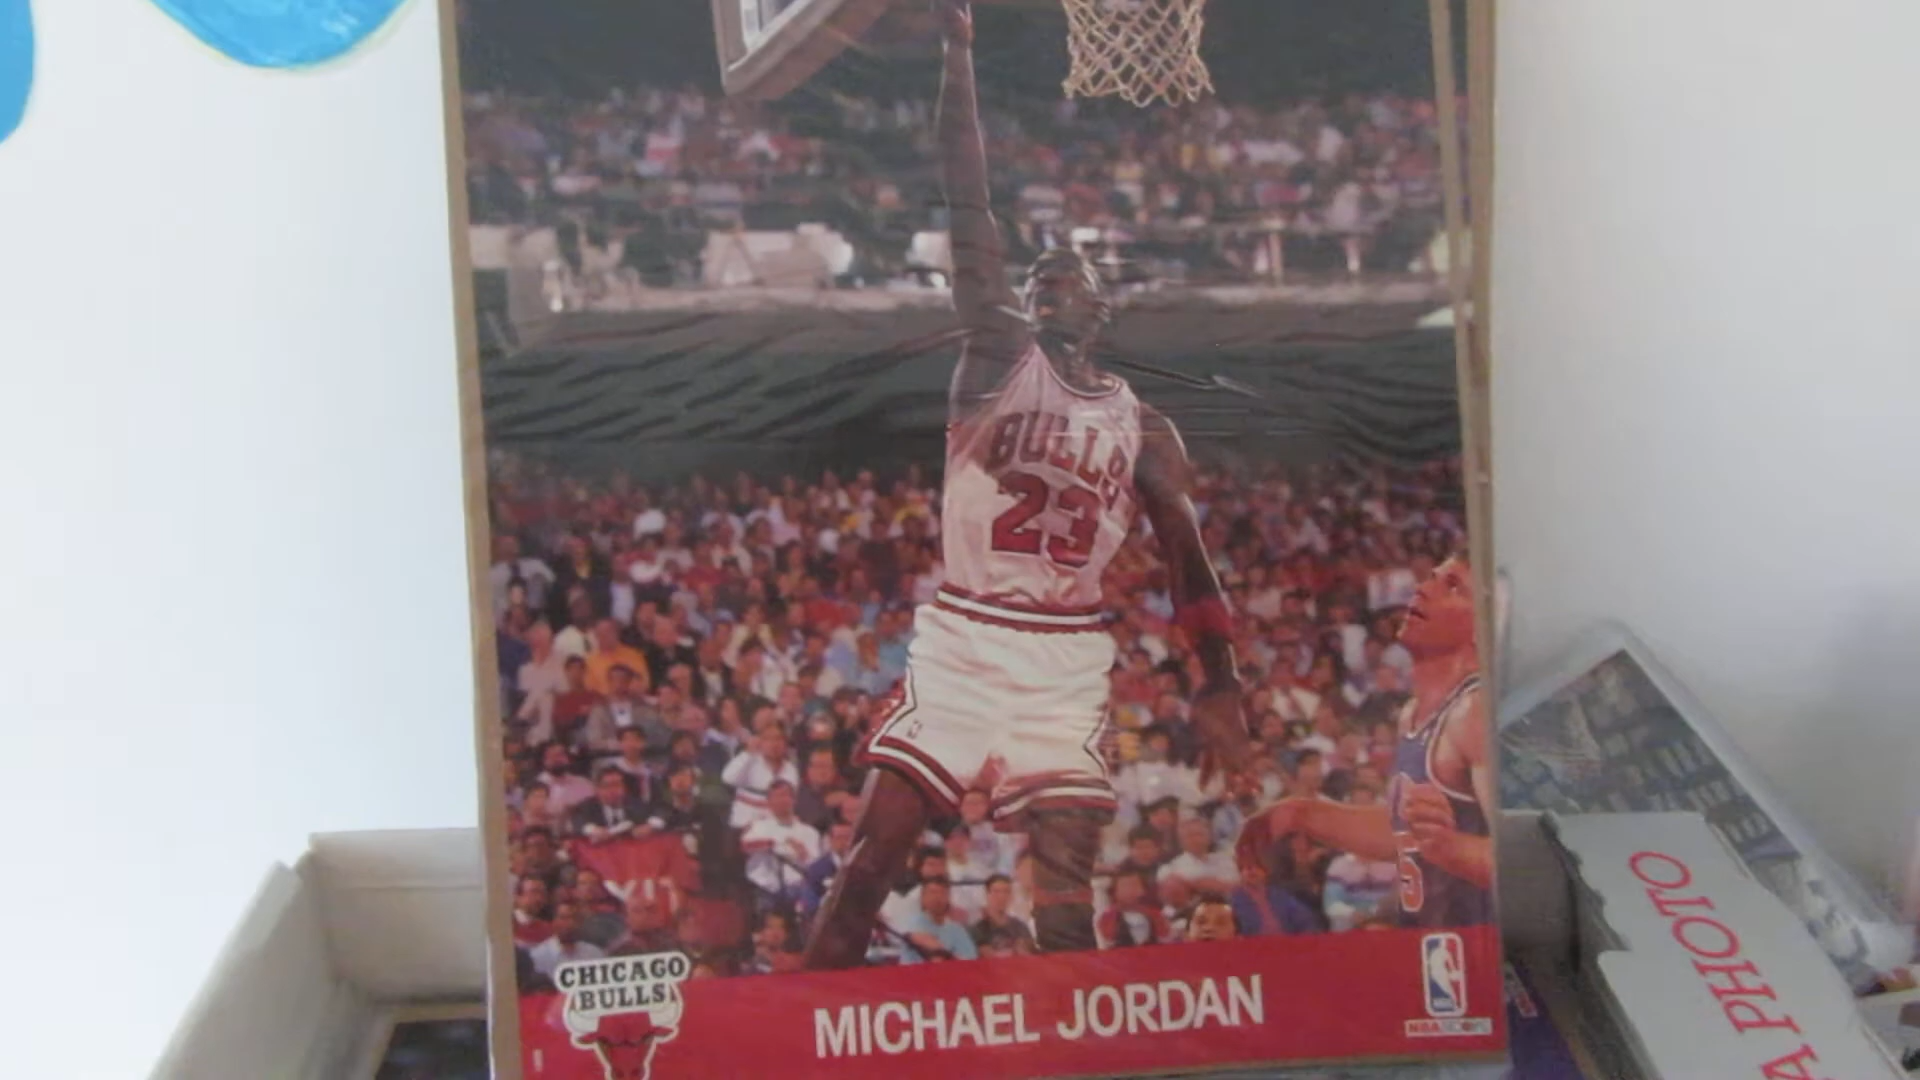 BULLS
23
CHICAGO
BULLS
MICHAEL JORDAN
NBA
A PHOTO